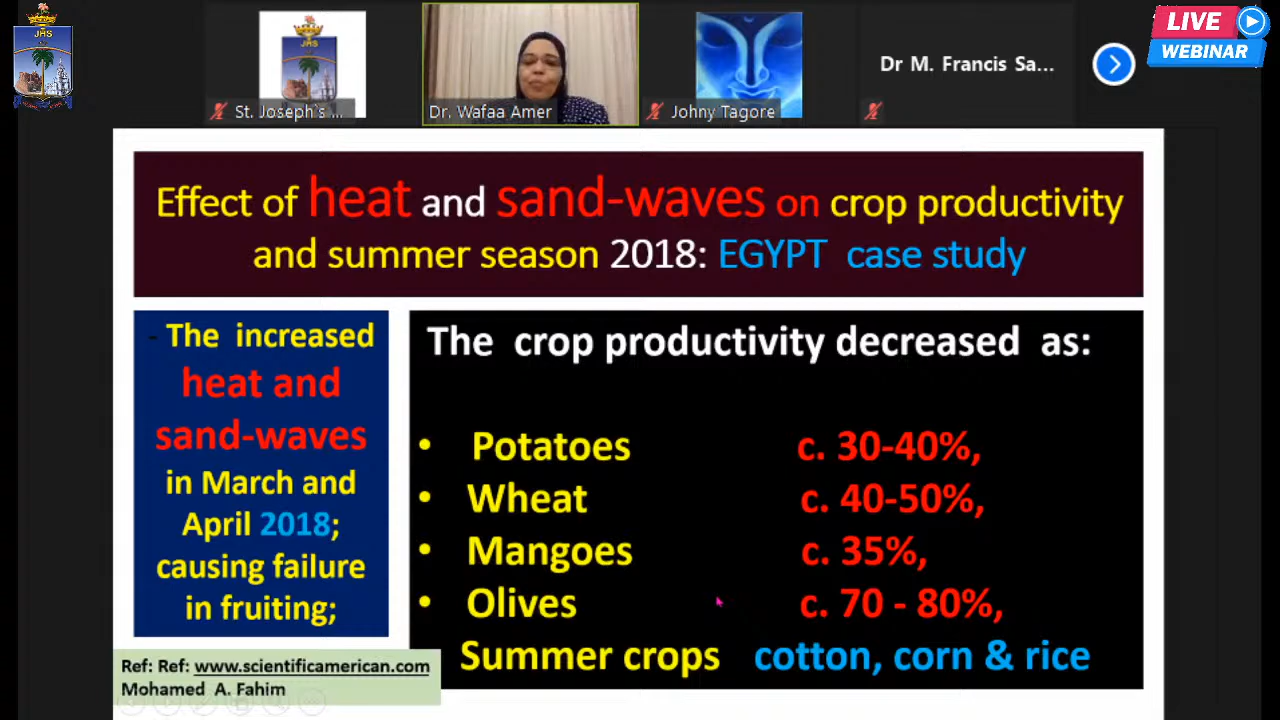 JHS
JHS
St. Joseph's ...
Dr. Wafaa Amer
Johny Tagore
Dr M. Francis Sa...
LIVE
WEBINAR
Effect of heat and sand-waves on crop productivity
and summer season 2018: EGYPT case study
- The increased
heat and
sand-waves
in March and
April 2018;
causing failure
in fruiting;
The crop productivity decreased as:
• Potatoes c. 30-40%,
• Wheat c. 40-50%,
• Mangoes c. 35%,
• Olives c. 70 - 80%,
Summer crops cotton, corn & rice
Ref: Ref: www.scientificamerican.com
Mohamed A. Fahim